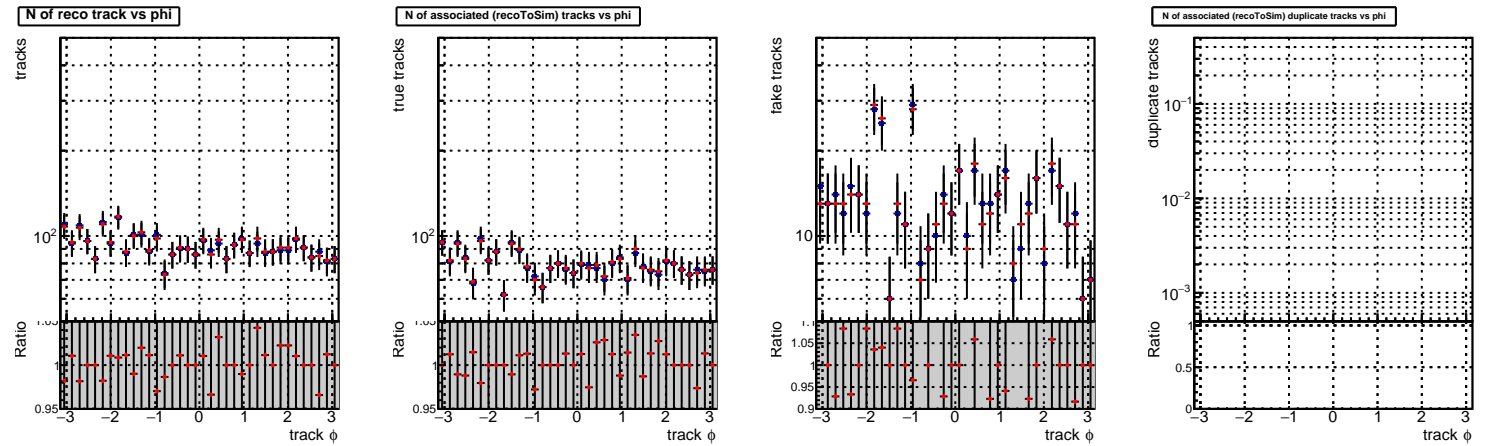 N of reco track vs phi
tracks
10²
Ratio
1.05
1
0.95
−3 −2 −1 0 1 2 3
track ϕ
N of associated (recoToSim) tracks vs phi
true tracks
10²
Ratio
1.05
1
0.95
−3 −2 −1 0 1 2 3
track ϕ
fake tracks
10
Ratio
1.1
1.05
1
0.95
0.9
−3 −2 −1 0 1 2 3
track ϕ
N of associated (recoToSim) duplicate tracks vs phi
duplicate tracks
10⁻¹
10⁻²
10⁻³
Ratio
1
0.5
0
−3 −2 −1 0 1 2 3
track ϕ